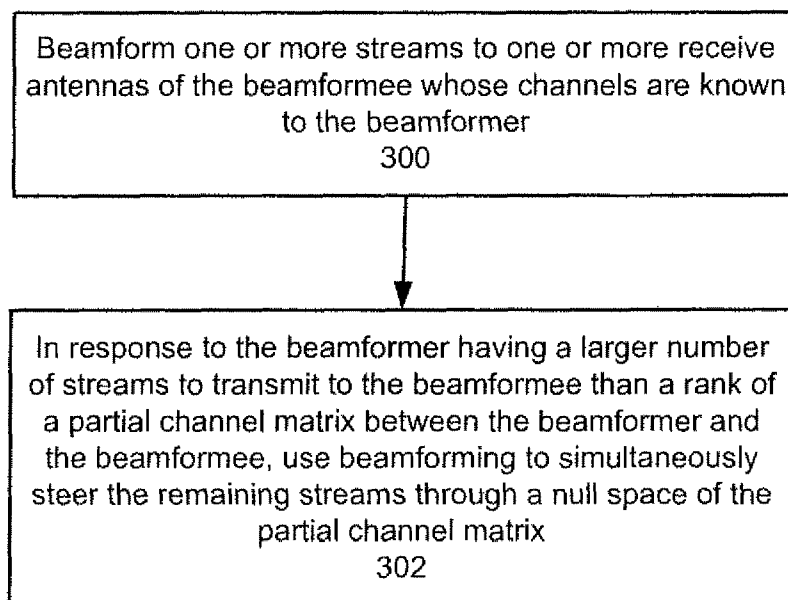 Beamform one or more streams to one or more receive
antennas of the beamformee whose channels are known
to the beamformer
300
In response to the beamformer having a larger number
of streams to transmit to the beamformee than a rank of
a partial channel matrix between the beamformer and
the beamformee, use beamforming to simultaneously
steer the remaining streams through a null space of the
partial channel matrix
302